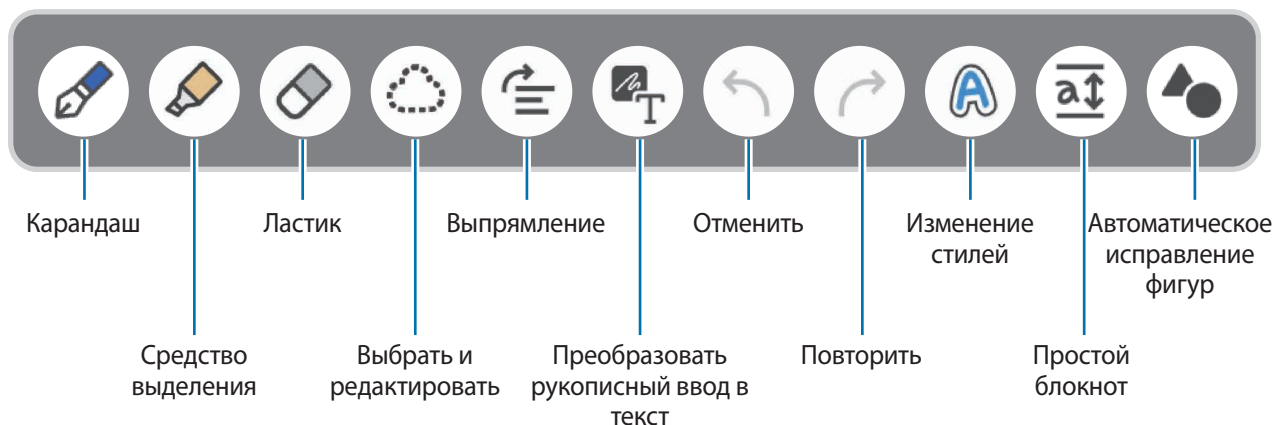 Карандаш
Ластик
Выпрямление
Отменить
Изменение
стилей
Автоматическое
исправление
фигур
Средство
выделения
Выбрать и
редактировать
Преобразовать
рукописный ввод в
текст
Повторить
Простой
блокнот